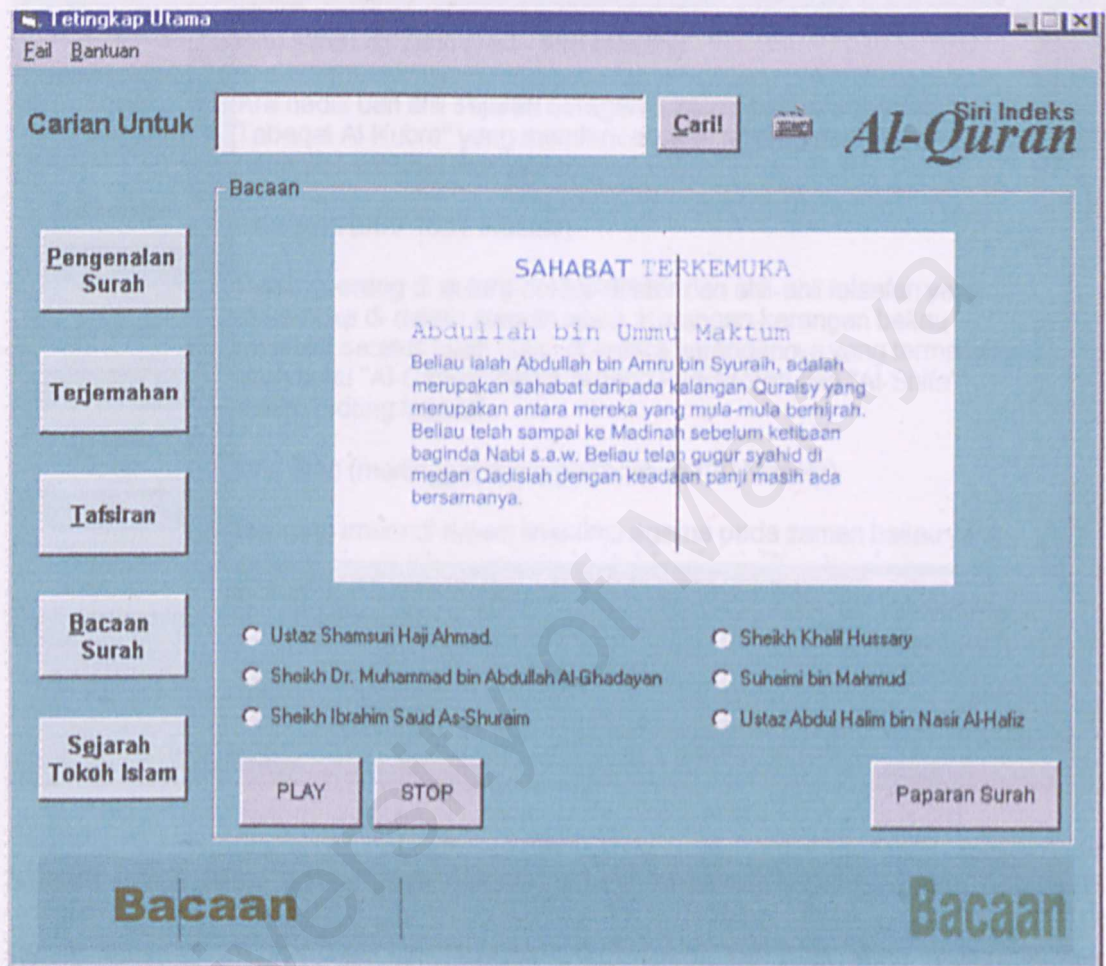 Tetingkap Utama
Fail Bantuan
Carian Untuk
Cari!
Siri Indeks
Al-Quran
Bacaan
Pengenalan
Surah
Terjemahan
Tafsiran
Bacaan
Surah
Sejarah
Tokoh Islam
SAHABAT TERKEMUKA
Abdullah bin Ummu Maktum
Beliau ialah Abdullah bin Amru bin Syuraih, adalah
merupakan sahabat daripada kalangan Quraisy yang
merupakan antara mereka yang mula-mula berhijrah.
Beliau telah sampai ke Madinah sebelum ketibaan
baginda Nabi s.a.w. Beliau telah gugur syahid di
medan Qadisiah dengan keadaan panji masih ada
bersamanya.
Ustaz Shamsuri Haji Ahmad.
Sheikh Dr. Muhammad bin Abdullah Al-Ghadayan
Sheikh Ibrahim Saud As-Shuraim
Sheikh Khalil Hussary
Suhaimi bin Mahmud
Ustaz Abdul Halim bin Nasir Al-Hafiz
PLAY
STOP
Paparan Surah
Bacaan
Bacaan
University of Malaya